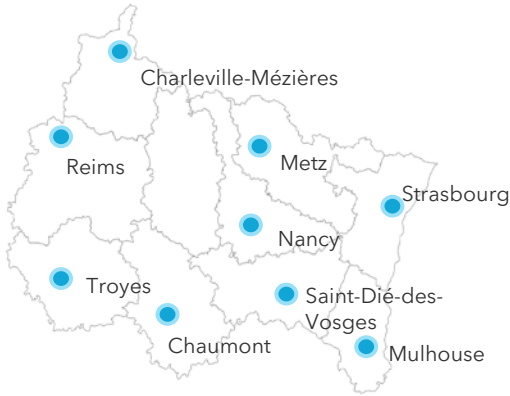 Charleville-Mézières
Reims
Metz
Strasbourg
Nancy
Troyes
Saint-Dié-des-
Vosges
Chaumont
Mulhouse